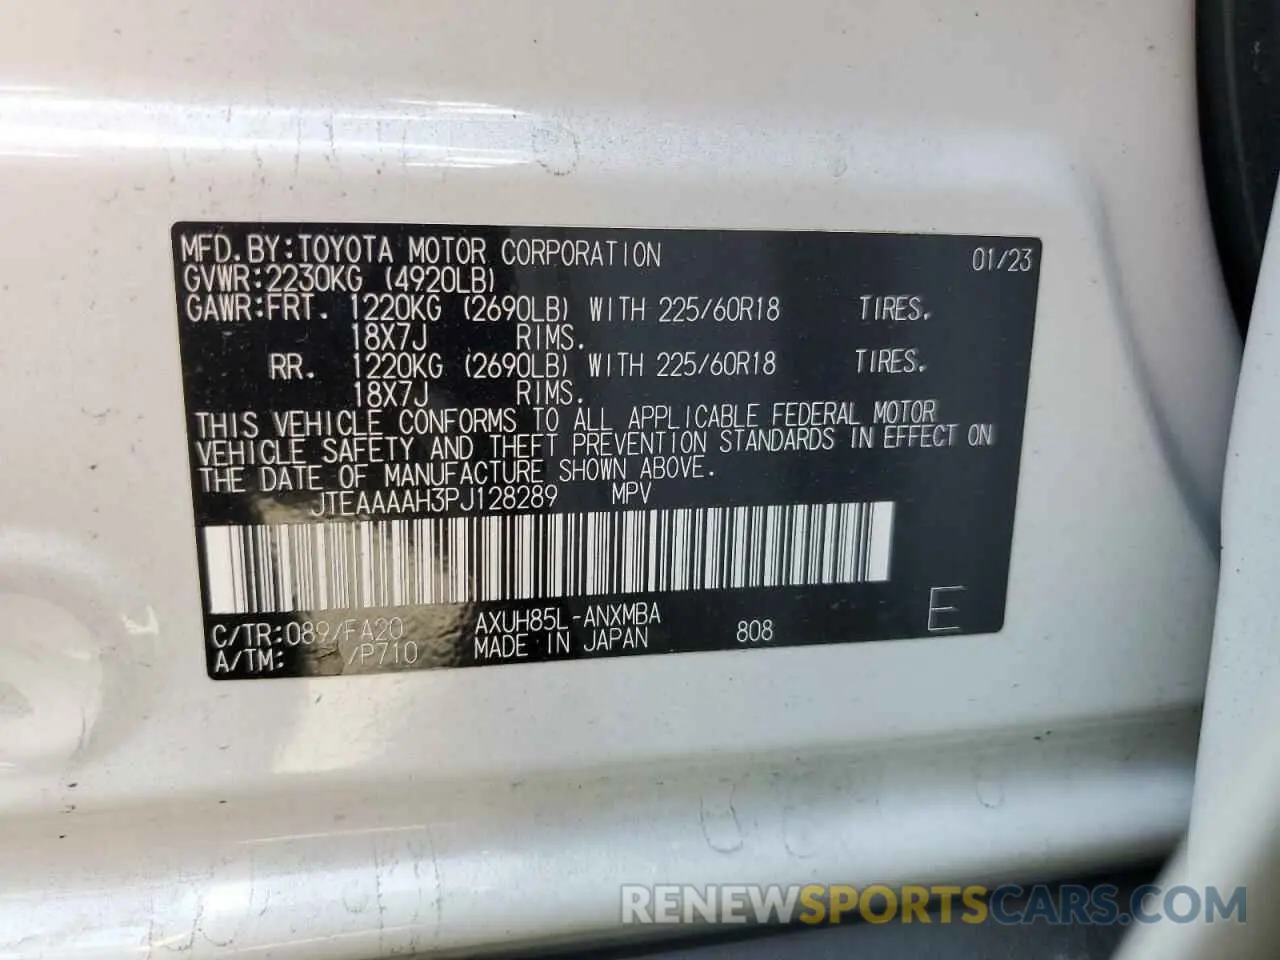 MFD. BY: TOYOTA MOTOR CORPORATION 01/23
GVWR: 2230KG (4920LB)
GAWR: FRT. 1220KG (2690LB) WITH 225/60R18 TIRES.
18X7J RIMS.
RR. 1220KG (2690LB) WITH 225/60R18 TIRES.
18X7J RIMS.
THIS VEHICLE CONFORMS TO ALL APPLICABLE FEDERAL MOTOR
VEHICLE SAFETY AND THEFT PREVENTION STANDARDS IN EFFECT ON
THE DATE OF MANUFACTURE SHOWN ABOVE.
JTEAAAAH3PJ128289 MPV
C/TR: 089/FA20 AXUH85L-ANXMBA
A/TM: /P710 MADE IN JAPAN 808 E
RENEWSPORTSCARS.COM